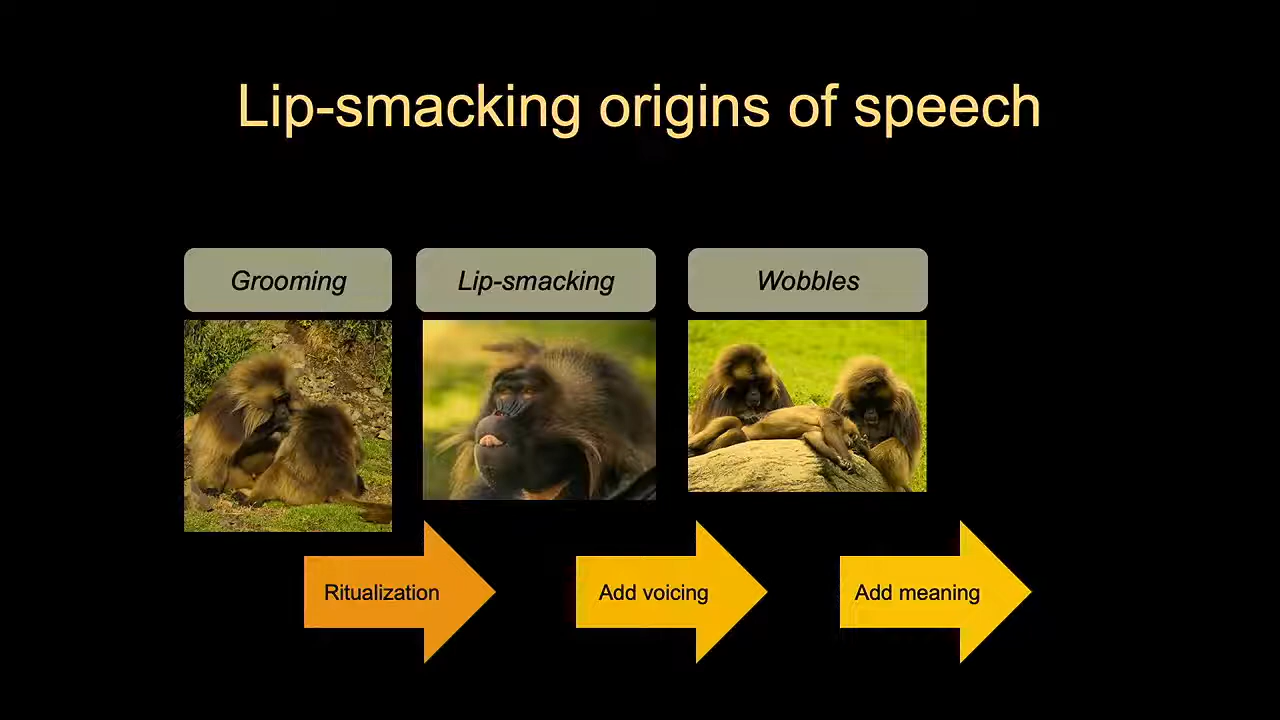 Lip-smacking origins of speech
Grooming
Lip-smacking
Wobbles
Ritualization
Add voicing
Add meaning